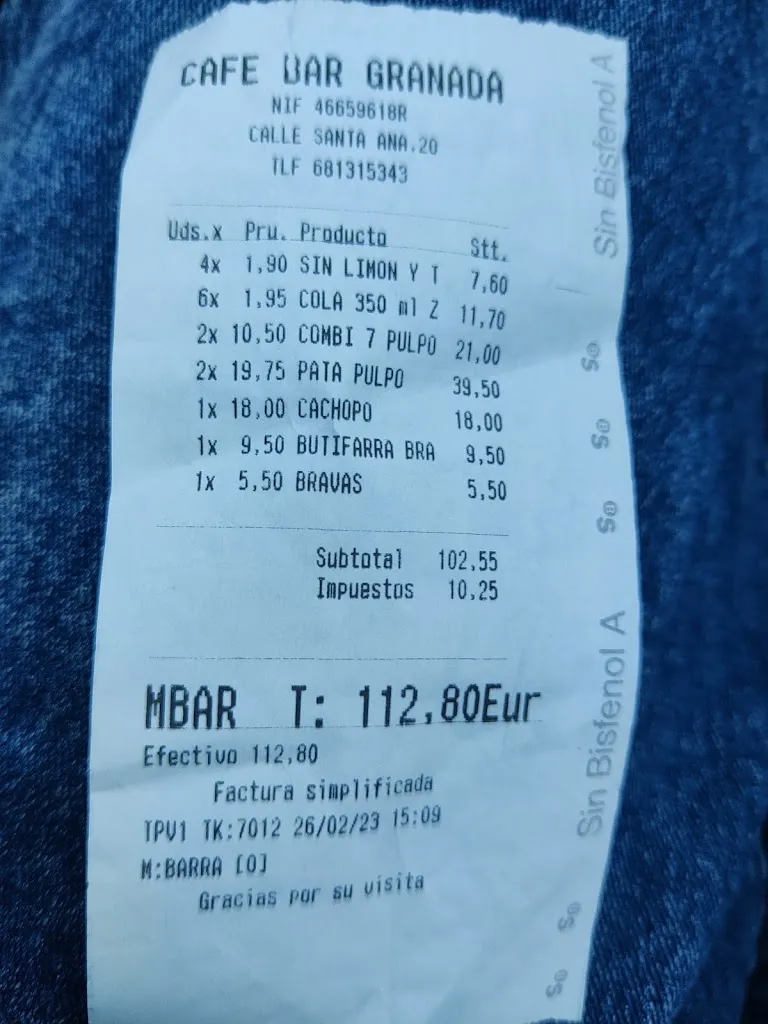 CAFE BAR GRANADA
NIF 46659618R
CALLE SANTA ANA.20
TLF 681315343
Uds.x Pru. Producto Stt.
4x 1,90 SIN LIMON Y T 7,60
6x 1,95 COLA 350 ml Z 11,70
2x 10,50 COMBI 7 PULPO 21,00
2x 19,75 PATA PULPO 39,50
1x 18,00 CACHOPO 18,00
1x 9,50 BUTIFARRA BRA 9,50
1x 5,50 BRAVAS 5,50
Subtotal 102,55
Impuestos 10,25
MBAR T: 112,80Eur
Efectivo 112,80
Factura simplificada
TPV1 TK:7012 26/02/23 15:09
M:BARRA [0]
Gracias por su visita
Sin Bisfenol A
Sin Bisfenol A